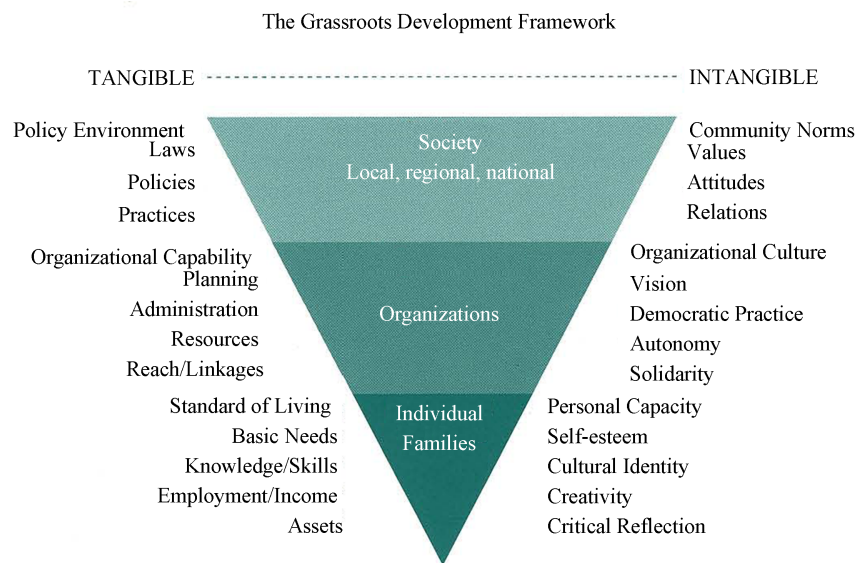 The Grassroots Development Framework
TANGIBLE
INTANGIBLE
Policy Environment
Laws
Policies
Practices
Society
Local, regional, national
Community Norms
Values
Attitudes
Relations
Organizational Capability
Planning
Administration
Resources
Reach/Linkages
Organizations
Organizational Culture
Vision
Democratic Practice
Autonomy
Solidarity
Standard of Living
Basic Needs
Knowledge/Skills
Employment/Income
Assets
Individual
Families
Personal Capacity
Self-esteem
Cultural Identity
Creativity
Critical Reflection